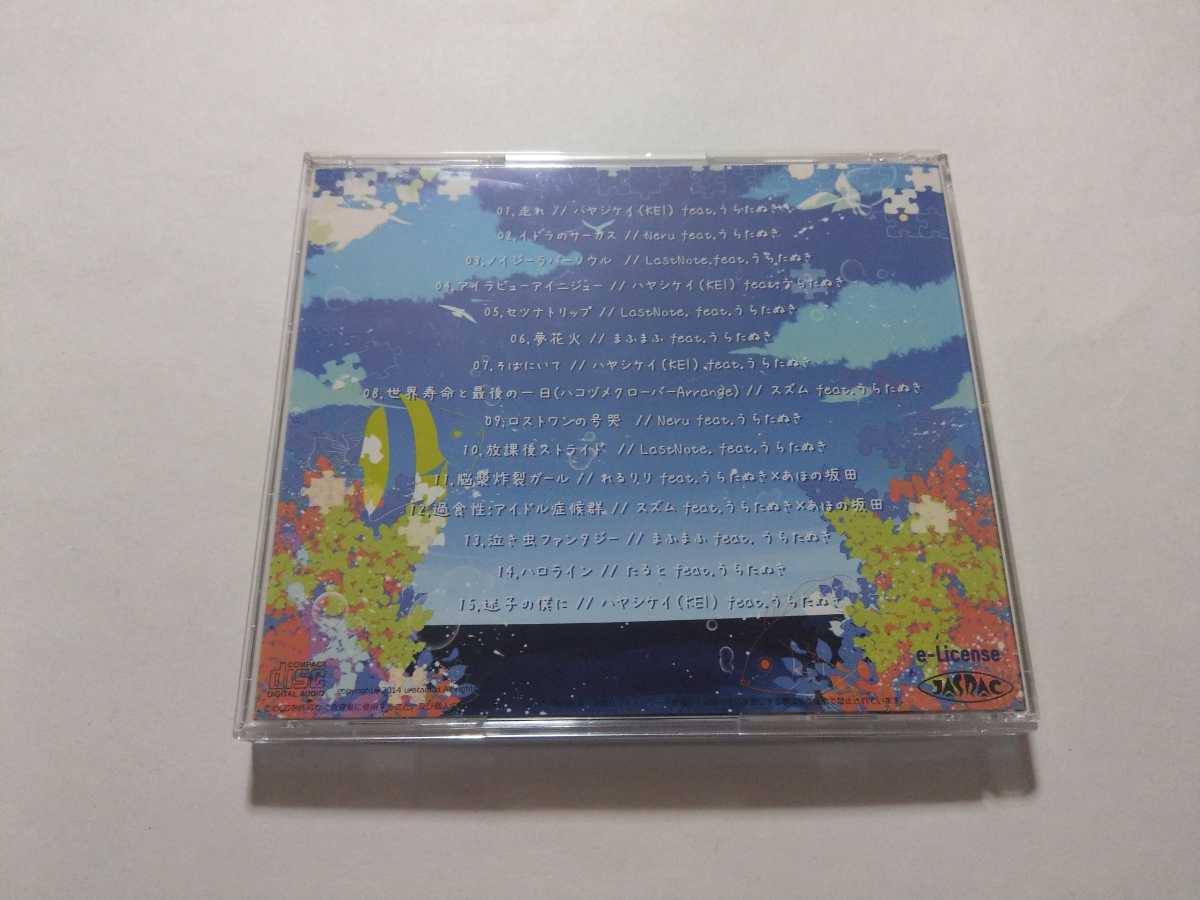 01.走れ // ハヤシケイ(KEI) feat.うらたぬき
02.イドラのサーカス // Neru feat.うらたぬき
03.ノイジーラバーソウル // LastNote.feat.うらたぬき
04.アイラビューアイニジュー // ハヤシケイ(KEI) feat.うらたぬき
05.セツナトリップ // LastNote. feat.うらたぬき
06.夢花火 // まふまふ feat.うらたぬき
07.そばにいて // ハヤシケイ(KEI) feat.うらたぬき
08.世界寿命と最後の一日(ハコヅメクローバーArrange) // スズム feat.うらたぬき
09.ロストワンの号哭 // Neru feat.うらたぬき
10.放課後ストライド // LastNote. feat.うらたぬき
11.脳漿炸裂ガール // れるりり feat.うらたぬき×あほの坂田
12.過食性:アイドル症候群 // スズム feat.うらたぬき×あほの坂田
13.泣き虫ファンタジー // まふまふ feat. うらたぬき
14.ハロライン // たると feat.うらたぬき
15.迷子の僕に // ハヤシケイ(KEI) feat.うらたぬき
e-License
JASRAC
COMPACT
disc
DIGITAL AUDIO
copyright 2014